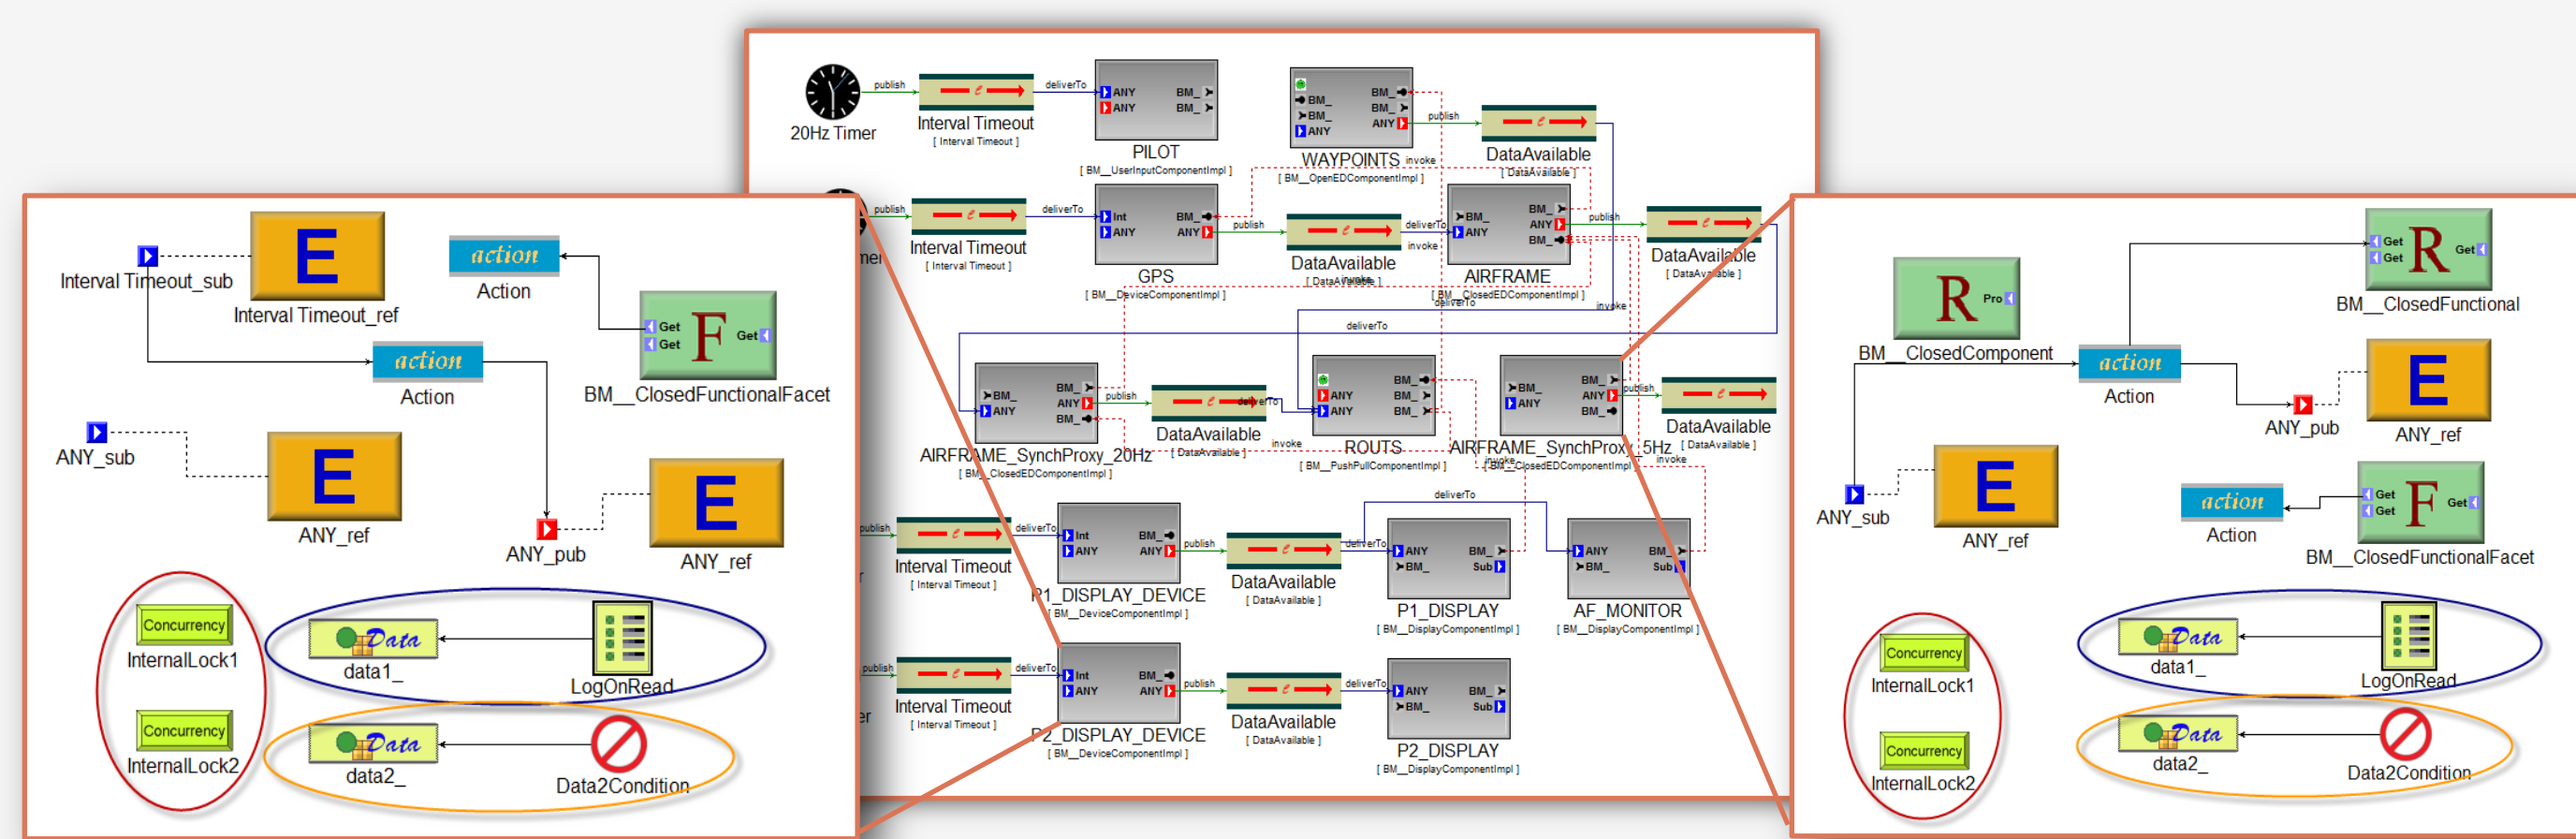 Interval Timeout_sub
E
Interval Timeout_ref
action
Action
Get
Get
F
Get
BM__ClosedFunctionalFacet
action
Action
ANY_sub
E
ANY_ref
ANY_pub
E
ANY_ref
Concurrency
InternalLock1
Data
data1_
LogOnRead
Concurrency
InternalLock2
Data
data2_
Data2Condition
20Hz Timer
publish
Interval Timeout
[ Interval Timeout ]
deliverTo
ANY
ANY
BM_
BM_
PILOT
[ BM__UserInputComponentImpl ]
BM_
BM_
ANY
BM_
BM_
ANY
WAYPOINTS
[ BM__OpenEDComponentImpl ]
publish
invoke
DataAvailable
[ DataAvailable ]
publish
Interval Timeout
[ Interval Timeout ]
deliverTo
Int
ANY
BM_
ANY
GPS
[ BM__DeviceComponentImpl ]
publish
DataAvailable
[ DataAvailable ]
invoke
deliverTo
invoke
BM_
ANY
BM_
ANY
BM_
AIRFRAME
[ BM__ClosedEDComponentImpl ]
deliverTo
publish
DataAvailable
[ DataAvailable ]
invoke
deliverTo
BM_
ANY
BM_
ANY
BM_
AIRFRAME_SynchProxy_20Hz
[ BM__ClosedEDComponentImpl ]
publish
DataAvailable
[ DataAvailable ]
deliverTo
invoke
ANY
ANY
BM_
BM_
BM_
ROUTS
[ BM__PushPullComponentImpl ]
BM_
ANY
BM_
ANY
BM_
AIRFRAME_SynchProxy_5Hz
[ BM__ClosedEDComponentImpl ]
invoke
publish
DataAvailable
[ DataAvailable ]
invoke
publish
Interval Timeout
[ Interval Timeout ]
deliverTo
Int
ANY
BM_
ANY
P1_DISPLAY_DEVICE
[ BM__DeviceComponentImpl ]
publish
DataAvailable
[ DataAvailable ]
deliverTo
deliverTo
ANY
BM_
BM_
Sub
P1_DISPLAY
[ BM__DisplayComponentImpl ]
ANY
BM_
BM_
Sub
AF_MONITOR
[ BM__DisplayComponentImpl ]
publish
Interval Timeout
[ Interval Timeout ]
deliverTo
Int
ANY
BM_
ANY
P2_DISPLAY_DEVICE
[ BM__DeviceComponentImpl ]
publish
DataAvailable
[ DataAvailable ]
deliverTo
ANY
BM_
BM_
Sub
P2_DISPLAY
[ BM__DisplayComponentImpl ]
R
Pro
BM__ClosedComponent
Get
Get
R
Get
BM__ClosedFunctional
action
Action
ANY_pub
E
ANY_ref
ANY_sub
E
ANY_ref
action
Action
Get
Get
F
Get
BM__ClosedFunctionalFacet
Concurrency
InternalLock1
Data
data1_
LogOnRead
Concurrency
InternalLock2
Data
data2_
Data2Condition